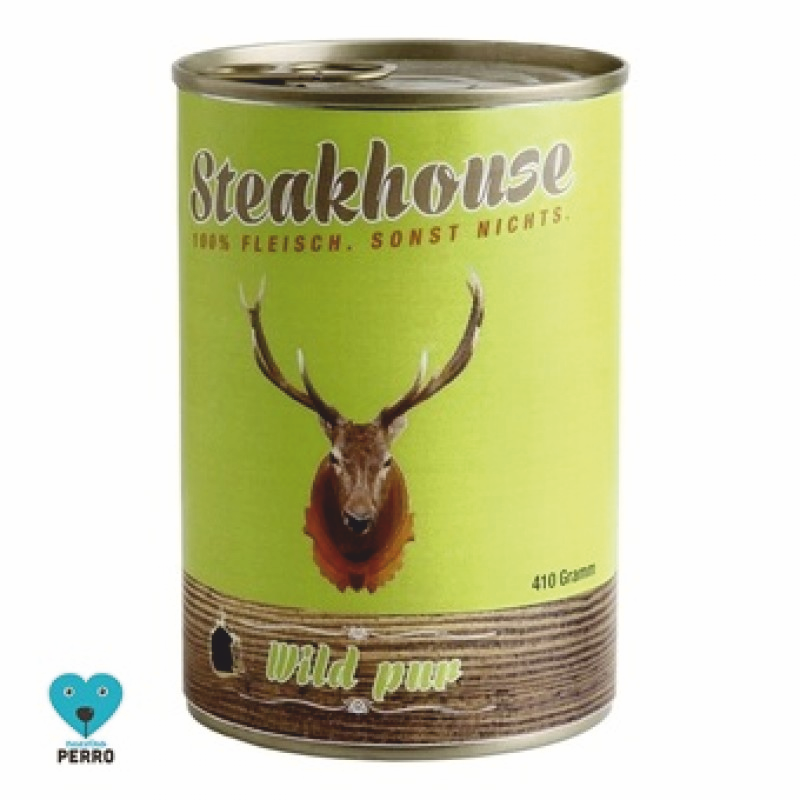 Steakhouse
100% FLEISCH. SONST NICHTS.
410 Gramm
Wild pur
PERRO